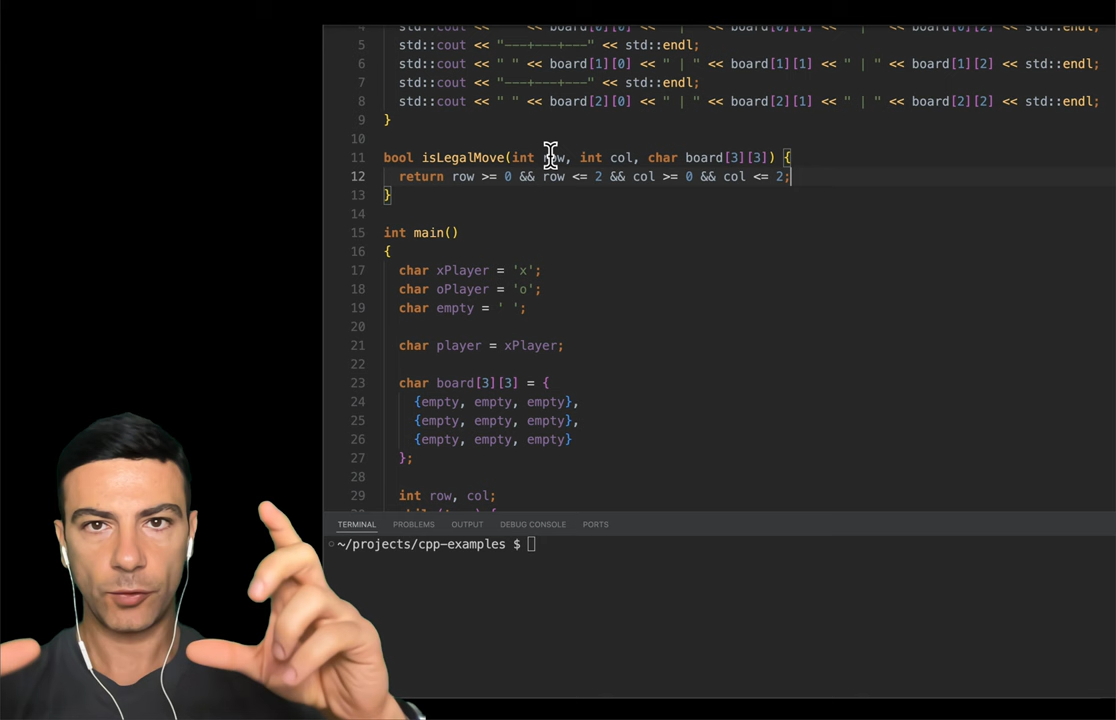 4 std::cout << " " << board[0][0] << " | " << board[0][1] << " | " << board[0][2] << std::endl;
5 std::cout << "---+---+---" << std::endl;
6 std::cout << " " << board[1][0] << " | " << board[1][1] << " | " << board[1][2] << std::endl;
7 std::cout << "---+---+---" << std::endl;
8 std::cout << " " << board[2][0] << " | " << board[2][1] << " | " << board[2][2] << std::endl;
9 }
10
11 bool isLegalMove(int row, int col, char board[3][3]) {
12 return row >= 0 && row <= 2 && col >= 0 && col <= 2;
13 }
14
15 int main()
16 {
17 char xPlayer = 'x';
18 char oPlayer = 'o';
19 char empty = ' ';
20
21 char player = xPlayer;
22
23 char board[3][3] = {
24 {empty, empty, empty},
25 {empty, empty, empty},
26 {empty, empty, empty}
27 };
28
29 int row, col;
TERMINAL PROBLEMS OUTPUT DEBUG CONSOLE PORTS
~/projects/cpp-examples $